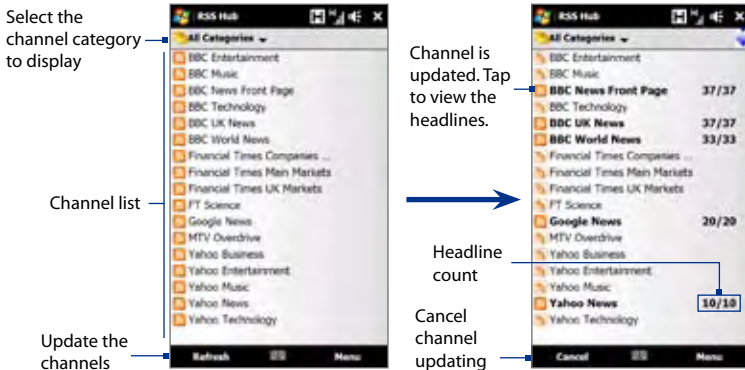 Select the
channel category
to display
Channel list
Update the
channels
RSS Hub
All Categories
BBC Entertainment
BBC Music
BBC News Front Page
BBC Technology
BBC UK News
BBC World News
Financial Times Companies ...
Financial Times Main Markets
Financial Times UK Markets
FT Science
Google News
MTV Overdrive
Yahoo Business
Yahoo Entertainment
Yahoo Music
Yahoo News
Yahoo Technology
Refresh Menu
Channel is
updated. Tap
to view the
headlines.
Headline
count
Cancel
channel
updating
RSS Hub
All Categories
BBC Entertainment
BBC Music
BBC News Front Page 37/37
BBC Technology
BBC UK News 37/37
BBC World News 33/33
Financial Times Companies ...
Financial Times Main Markets
Financial Times UK Markets
FT Science
Google News 20/20
MTV Overdrive
Yahoo Business
Yahoo Entertainment
Yahoo Music
Yahoo News 10/10
Yahoo Technology
Cancel Menu